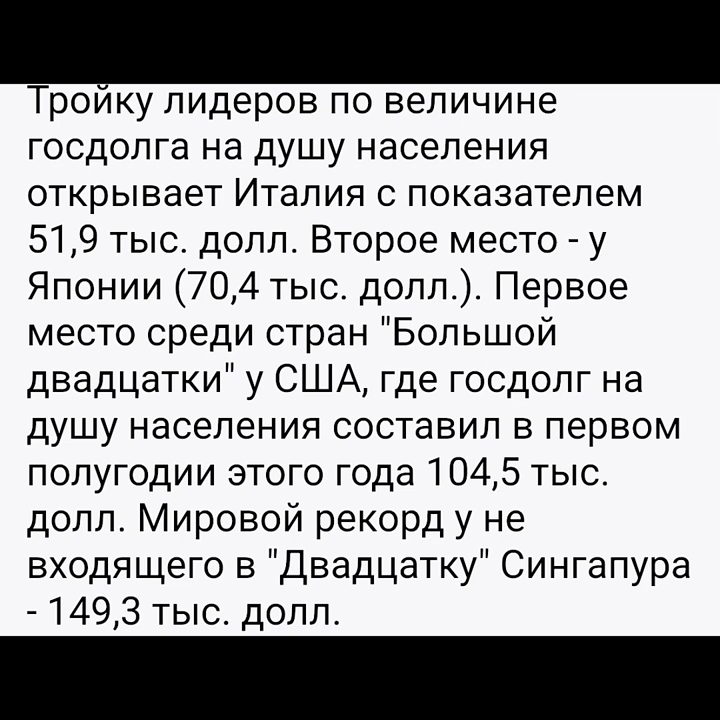 Тройку лидеров по величине
госдолга на душу населения
открывает Италия с показателем
51,9 тыс. долл. Второе место - у
Японии (70,4 тыс. долл.). Первое
место среди стран "Большой
двадцатки" у США, где госдолг на
душу населения составил в первом
полугодии этого года 104,5 тыс.
долл. Мировой рекорд у не
входящего в "Двадцатку" Сингапура
- 149,3 тыс. долл.